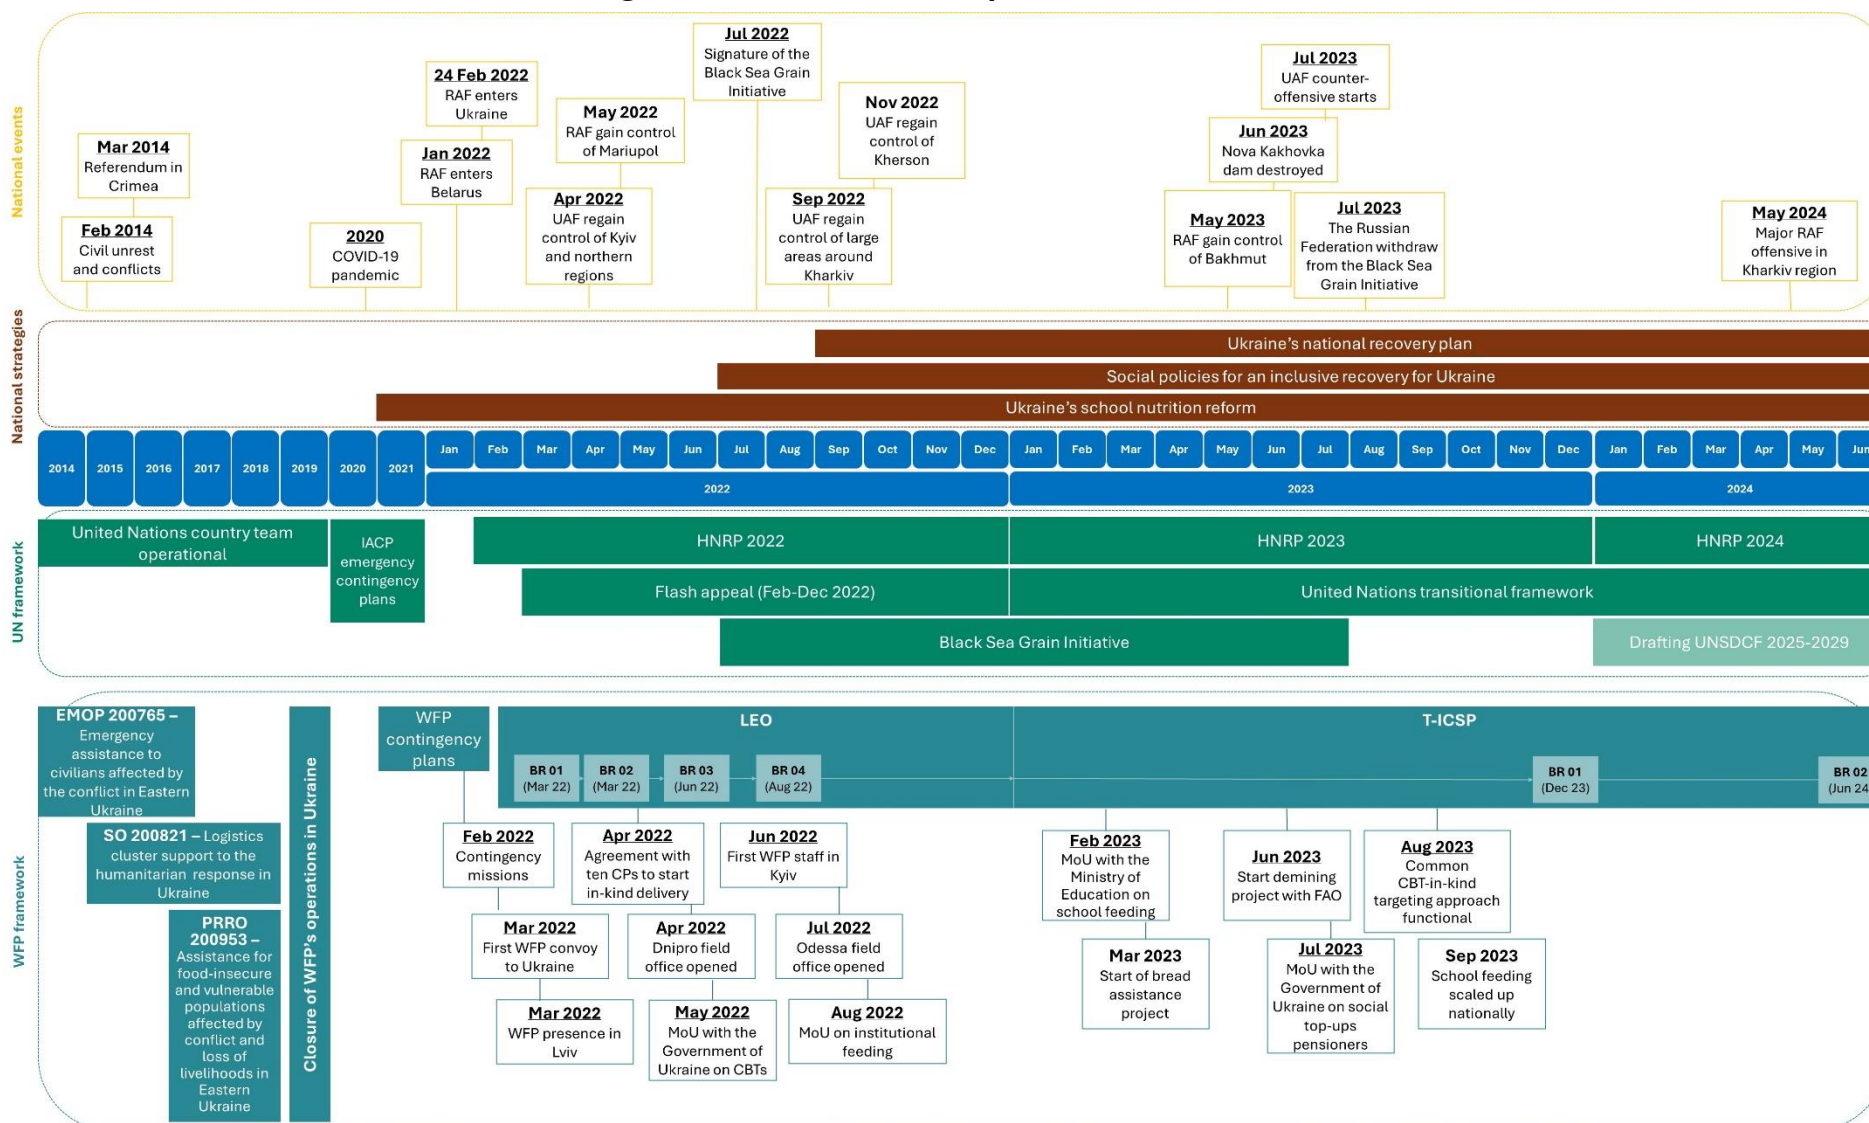 National events
Feb 2014
Civil unrest
and conflicts
Mar 2014
Referendum in
Crimea
2020
COVID-19
pandemic
Jan 2022
RAF enters
Belarus
24 Feb 2022
RAF enters
Ukraine
Apr 2022
UAF regain
control of Kyiv
and northern
regions
May 2022
RAF gain control
of Mariupol
Jul 2022
Signature of the
Black Sea Grain
Initiative
Sep 2022
UAF regain
control of large
areas around
Kharkiv
Nov 2022
UAF regain
control of
Kherson
May 2023
RAF gain control
of Bakhmut
Jun 2023
Nova Kakhovka
dam destroyed
Jul 2023
UAF counter-
offensive starts
Jul 2023
The Russian
Federation withdraw
from the Black Sea
Grain Initiative
May 2024
Major RAF
offensive in
Kharkiv region
National strategies
Ukraine's national recovery plan
Social policies for an inclusive recovery for Ukraine
Ukraine's school nutrition reform
2014 2015 2016 2017 2018 2019 2020 2021
Jan Feb Mar Apr May Jun Jul Aug Sep Oct Nov Dec Jan Feb Mar Apr May Jun Jul Aug Sep Oct Nov Dec Jan Feb Mar Apr May Jun
2022 2023 2024
UN framework
United Nations country team
operational
IACP
emergency
contingency
plans
HNRP 2022
HNRP 2023
HNRP 2024
Flash appeal (Feb-Dec 2022)
United Nations transitional framework
Black Sea Grain Initiative
Drafting UNSDCF 2025-2029
WFP framework
EMOP 200765 –
Emergency
assistance to
civilians affected by
the conflict in Eastern
Ukraine
SO 200821 – Logistics
cluster support to the
humanitarian response in
Ukraine
PRRO
200953 –
Assistance for
food-insecure
and vulnerable
populations
affected by
conflict and
loss of
livelihoods in
Eastern
Ukraine
Closure of WFP's operations in Ukraine
WFP
contingency
plans
LEO
T-ICSP
BR 01
(Mar 22)
BR 02
(Mar 22)
BR 03
(Jun 22)
BR 04
(Aug 22)
BR 01
(Dec 23)
BR 02
(Jun 24
Feb 2022
Contingency
missions
Mar 2022
First WFP convoy
to Ukraine
Mar 2022
WFP presence in
Lviv
Apr 2022
Agreement with
ten CPs to start
in-kind delivery
Apr 2022
Dnipro field
office opened
May 2022
MoU with the
Government of
Ukraine on CBTs
Jun 2022
First WFP staff in
Kyiv
Jul 2022
Odessa field
office opened
Aug 2022
MoU on institutional
feeding
Feb 2023
MoU with the
Ministry of
Education on
school feeding
Mar 2023
Start of bread
assistance
project
Jun 2023
Start demining
project with FAO
Jul 2023
MoU with the
Government of
Ukraine on social
top-ups
pensioners
Aug 2023
Common
CBT-in-kind
targeting approach
functional
Sep 2023
School feeding
scaled up
nationally